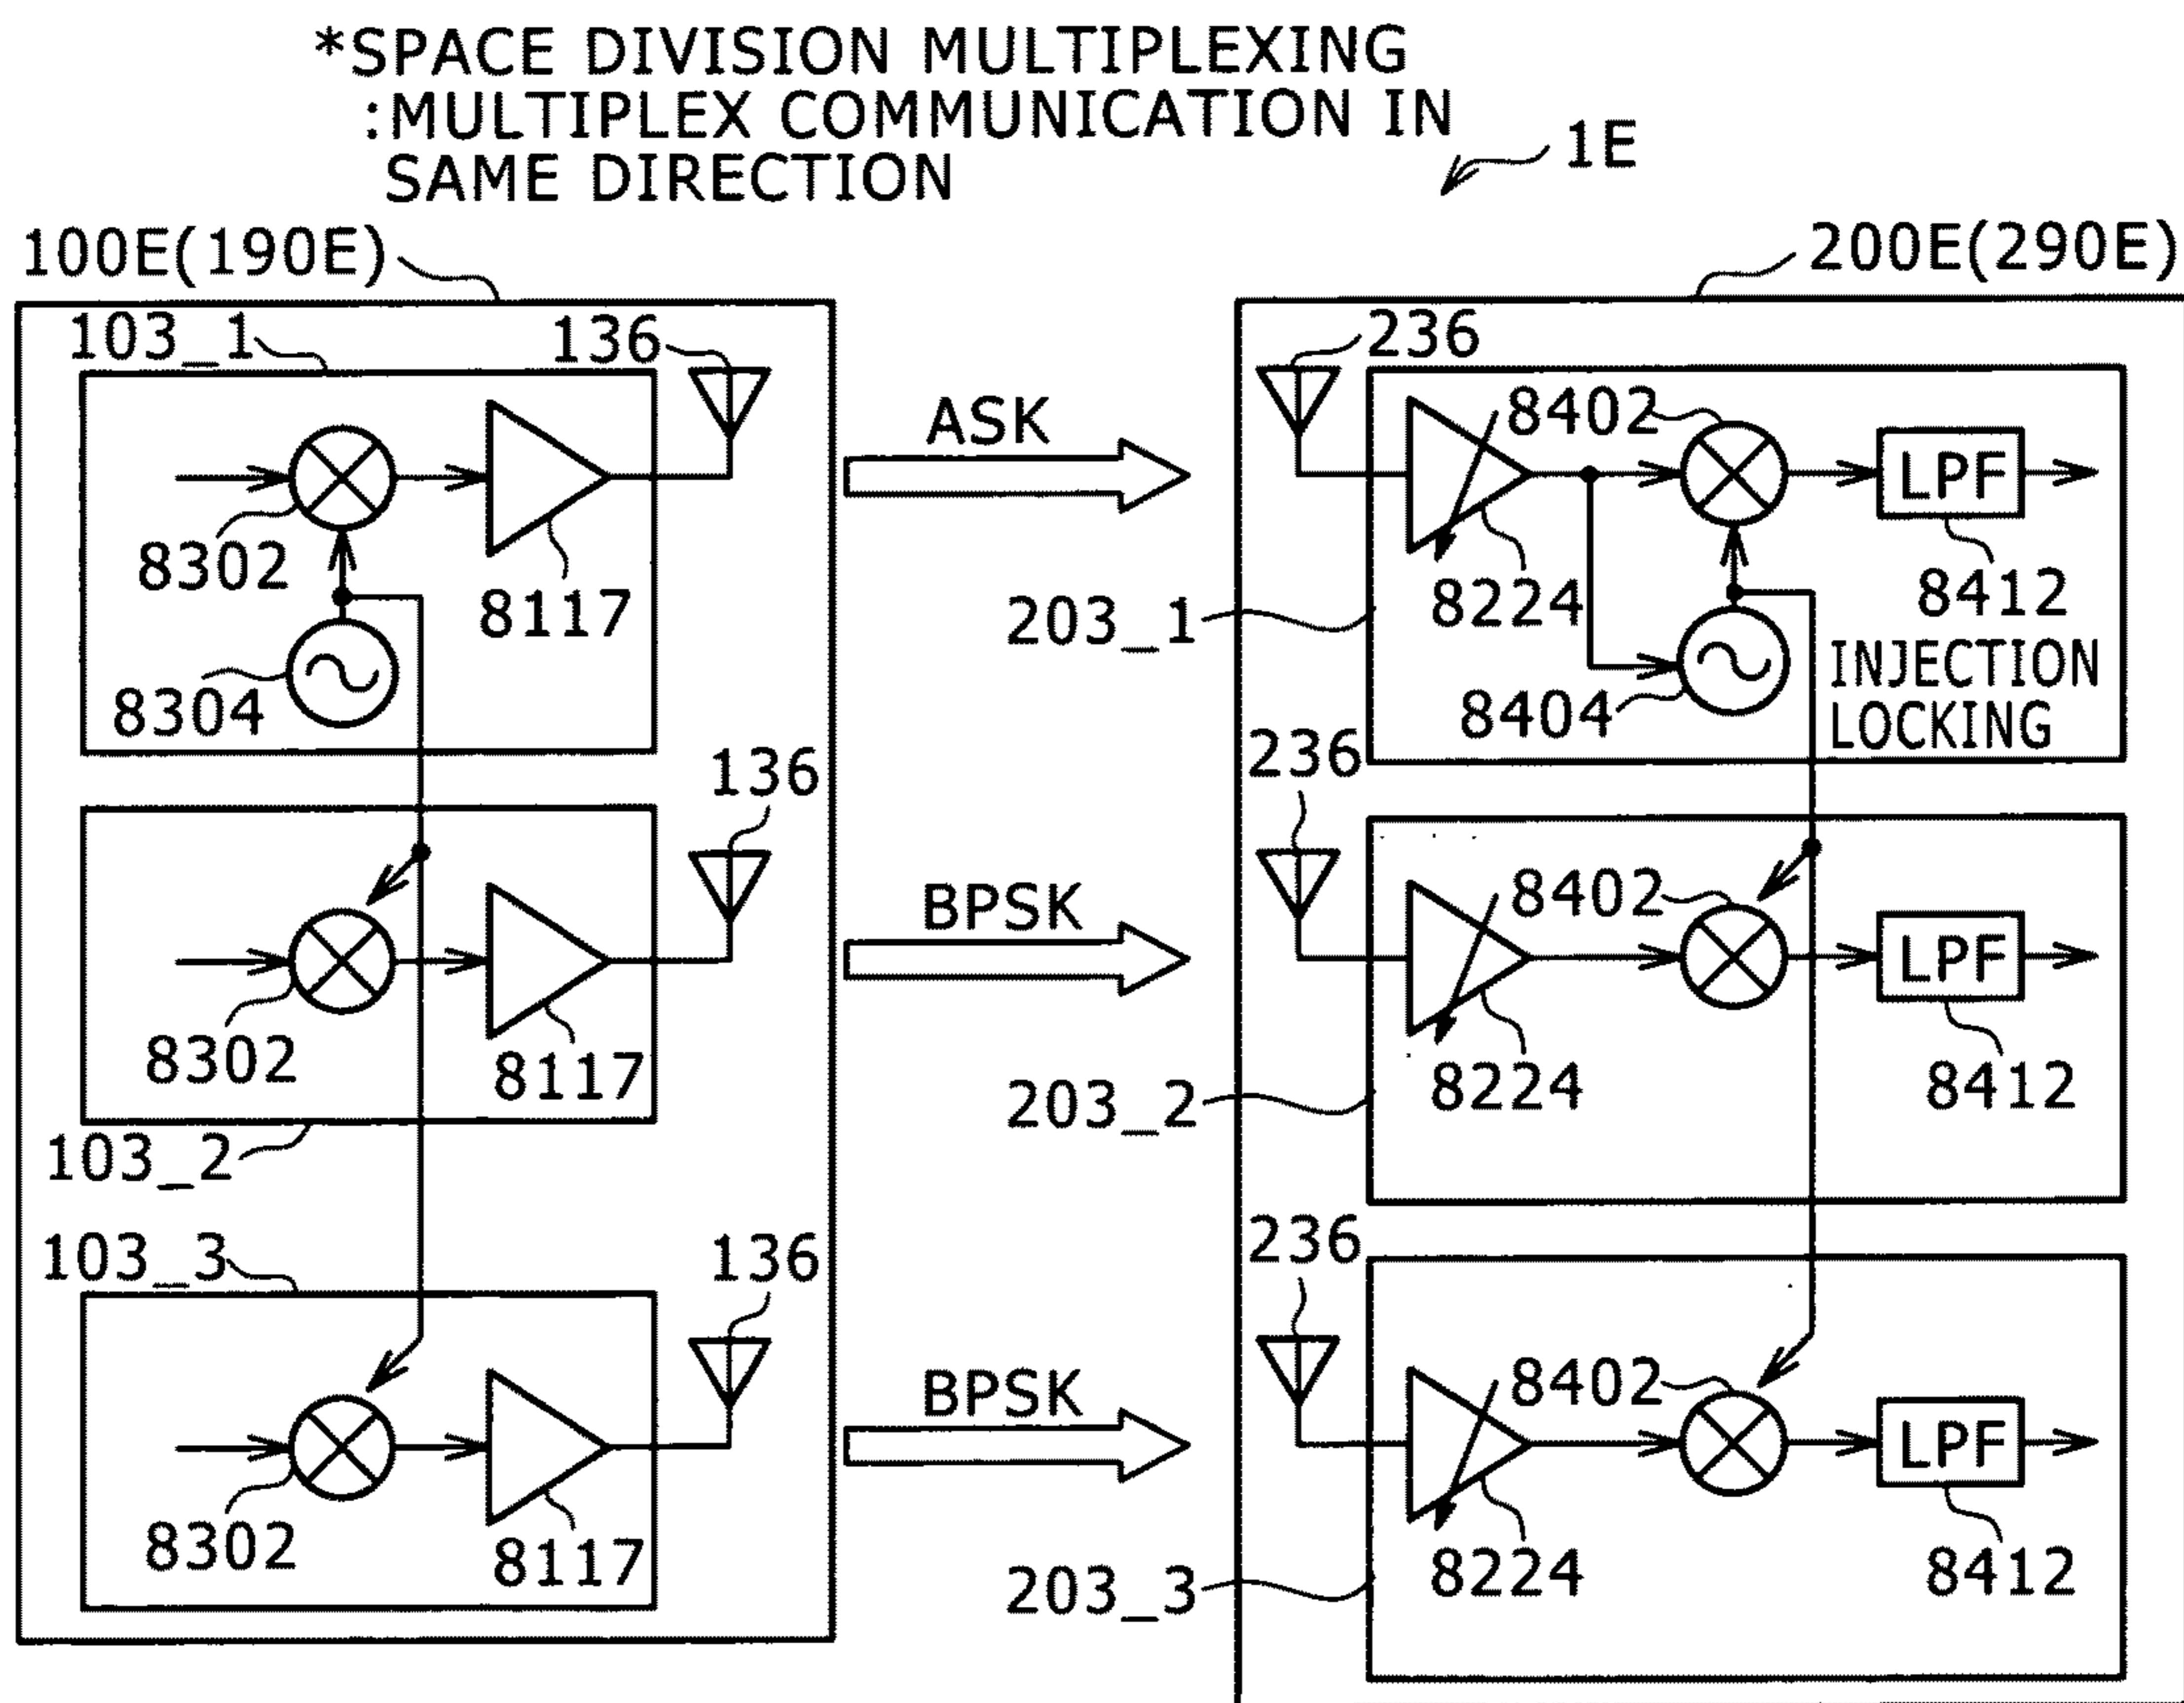 *SPACE DIVISION MULTIPLEXING
:MULTIPLEX COMMUNICATION IN
SAME DIRECTION
1E
100E(190E)
200E(290E)
103_1
136
8302
8117
8304
ASK
236
8402
LPF
8224
8412
203_1
8404
INJECTION
LOCKING
136
8302
8117
103_2
BPSK
236
8402
LPF
8224
8412
203_2
103_3
136
8302
8117
BPSK
236
8402
LPF
8224
8412
203_3